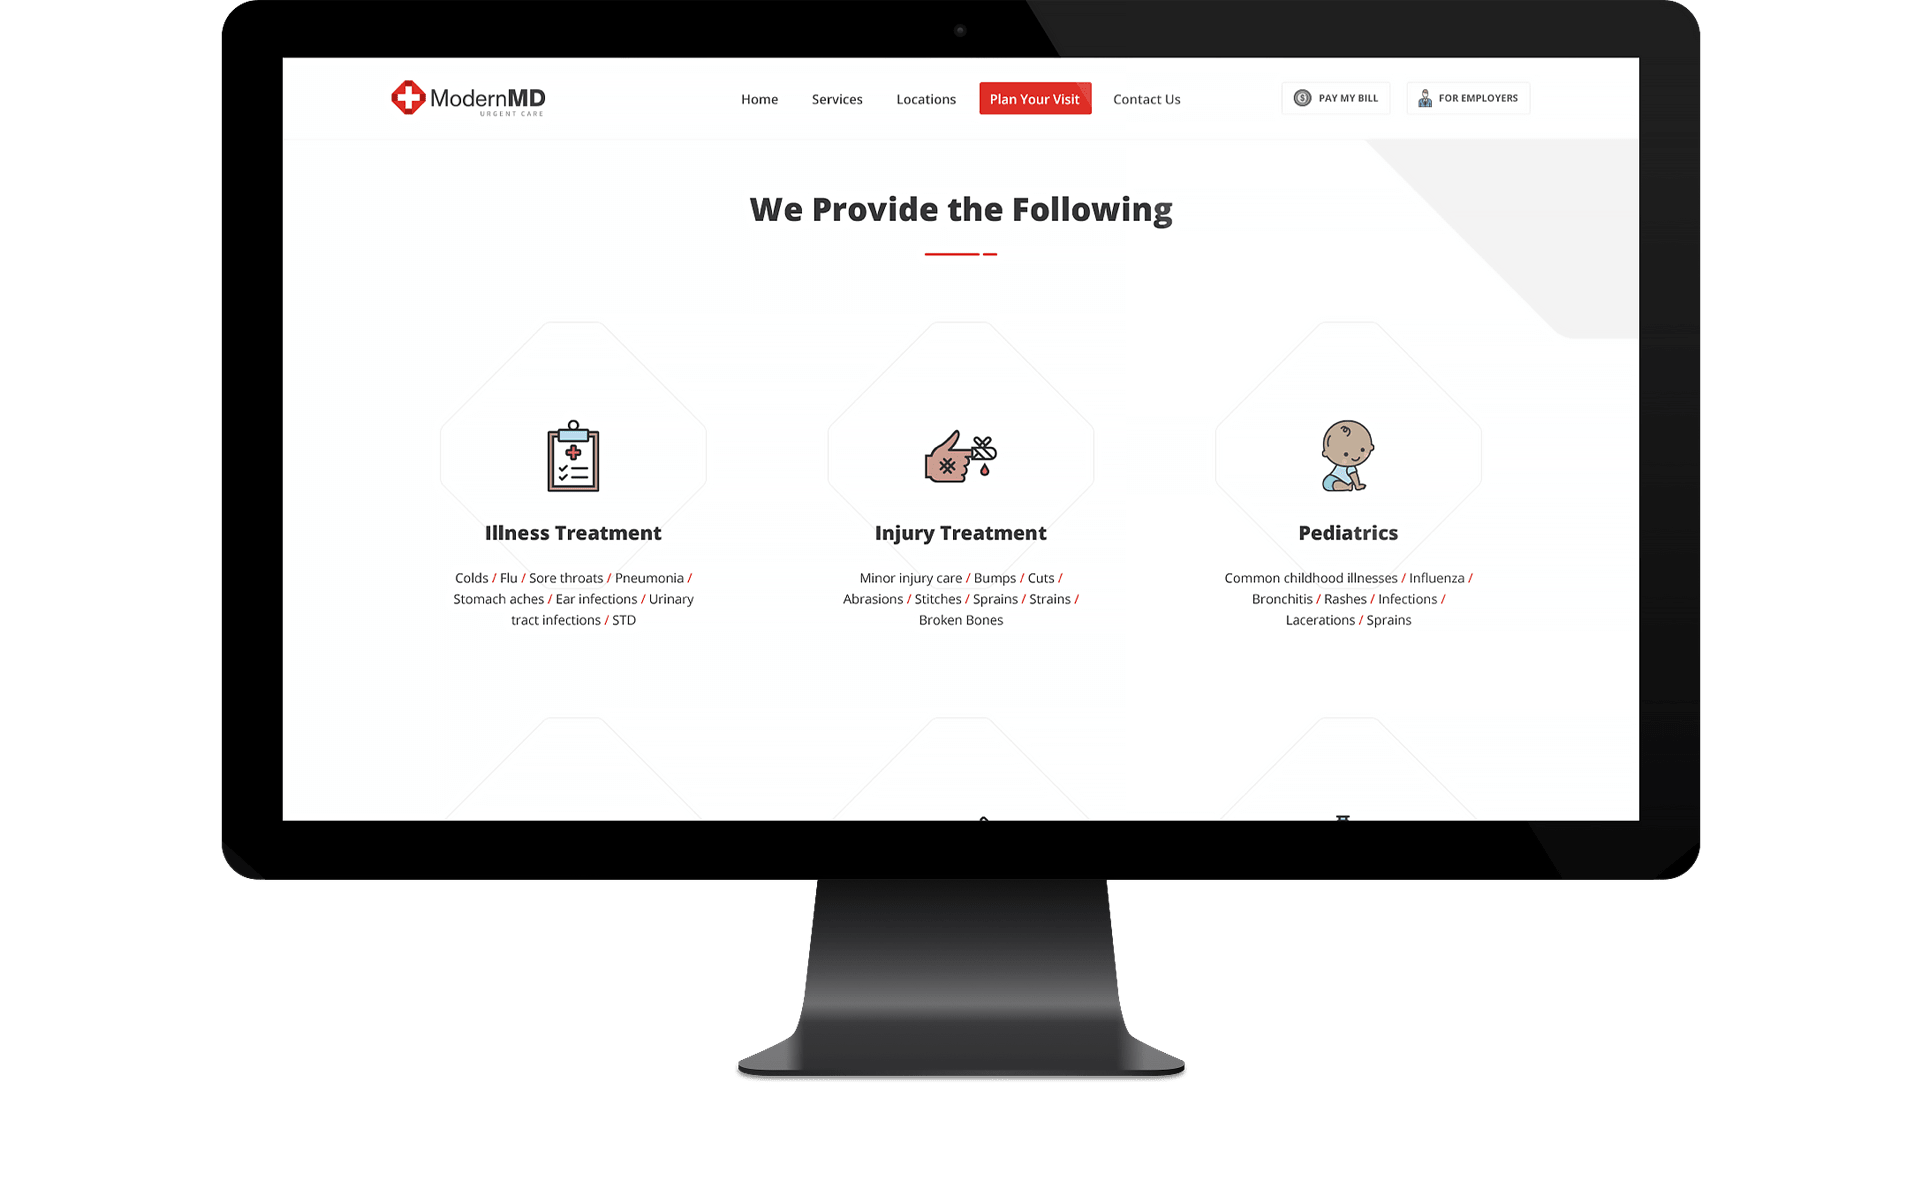 ModernMD
URGENT CARE
Home
Services
Locations
Plan Your Visit
Contact Us
PAY MY BILL
FOR EMPLOYERS
We Provide the Following
Illness Treatment
Colds / Flu / Sore throats / Pneumonia /
Stomach aches / Ear infections / Urinary
tract infections / STD
Injury Treatment
Minor injury care / Bumps / Cuts /
Abrasions / Stitches / Sprains / Strains /
Broken Bones
Pediatrics
Common childhood illnesses / Influenza /
Bronchitis / Rashes / Infections /
Lacerations / Sprains